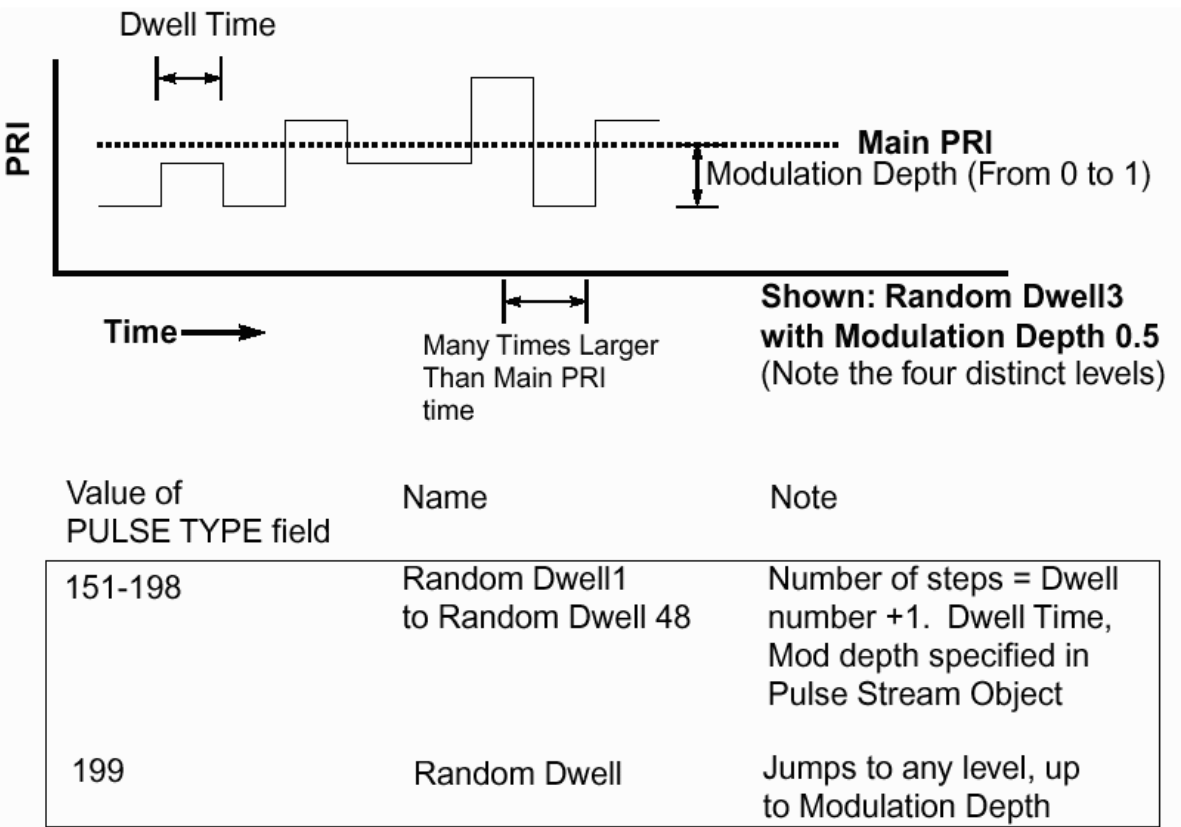 Dwell Time
PRI
Main PRI
Modulation Depth (From 0 to 1)
Time
Many Times Larger
Than Main PRI
time
Shown: Random Dwell3
with Modulation Depth 0.5
(Note the four distinct levels)
Value of
PULSE TYPE field
Name
Note
151-198
Random Dwell1
to Random Dwell 48
Number of steps = Dwell
number +1.  Dwell Time,
Mod depth specified in
Pulse Stream Object
199
Random Dwell
Jumps to any level, up
to Modulation Depth